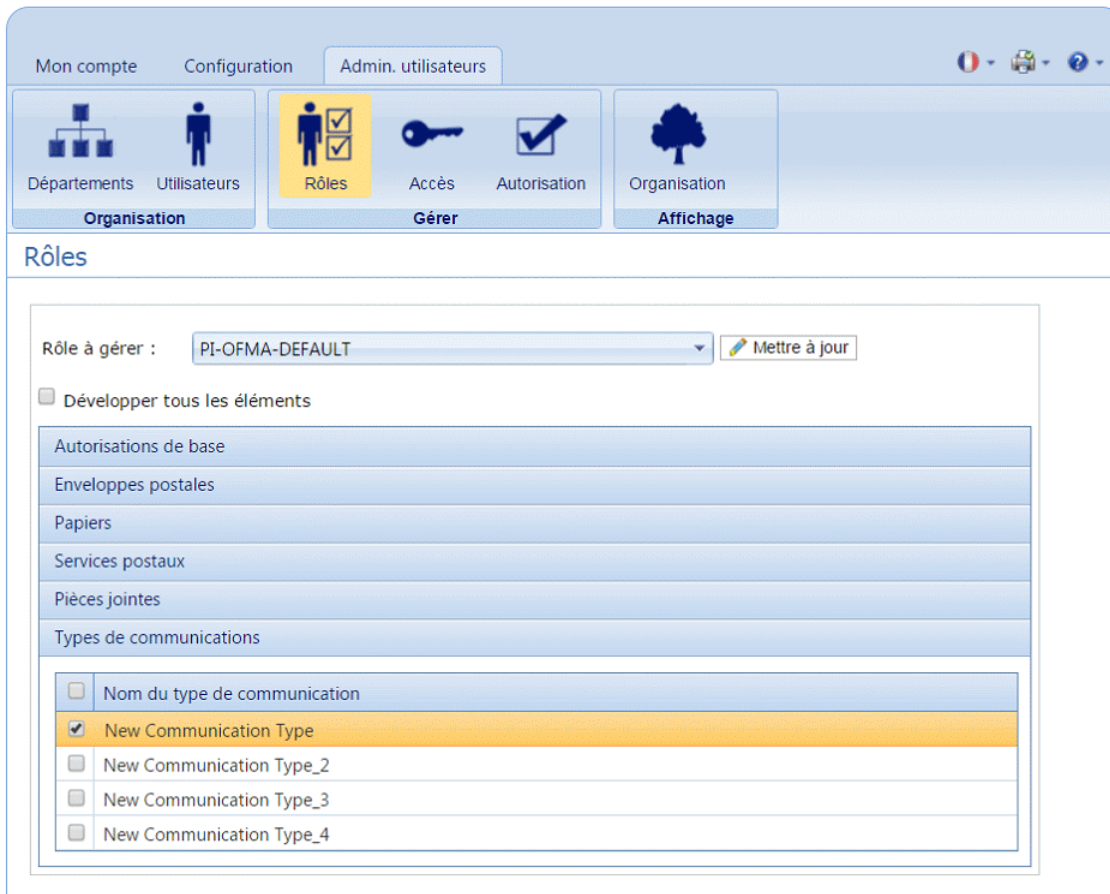 Mon compte Configuration Admin. utilisateurs
Départements Utilisateurs Rôles Accès Autorisation Organisation
Organisation Gérer Affichage
Rôles
Rôle à gérer : PI-OFMA-DEFAULT Mettre à jour
Développer tous les éléments
Autorisations de base
Enveloppes postales
Papiers
Services postaux
Pièces jointes
Types de communications
Nom du type de communication
New Communication Type
New Communication Type_2
New Communication Type_3
New Communication Type_4